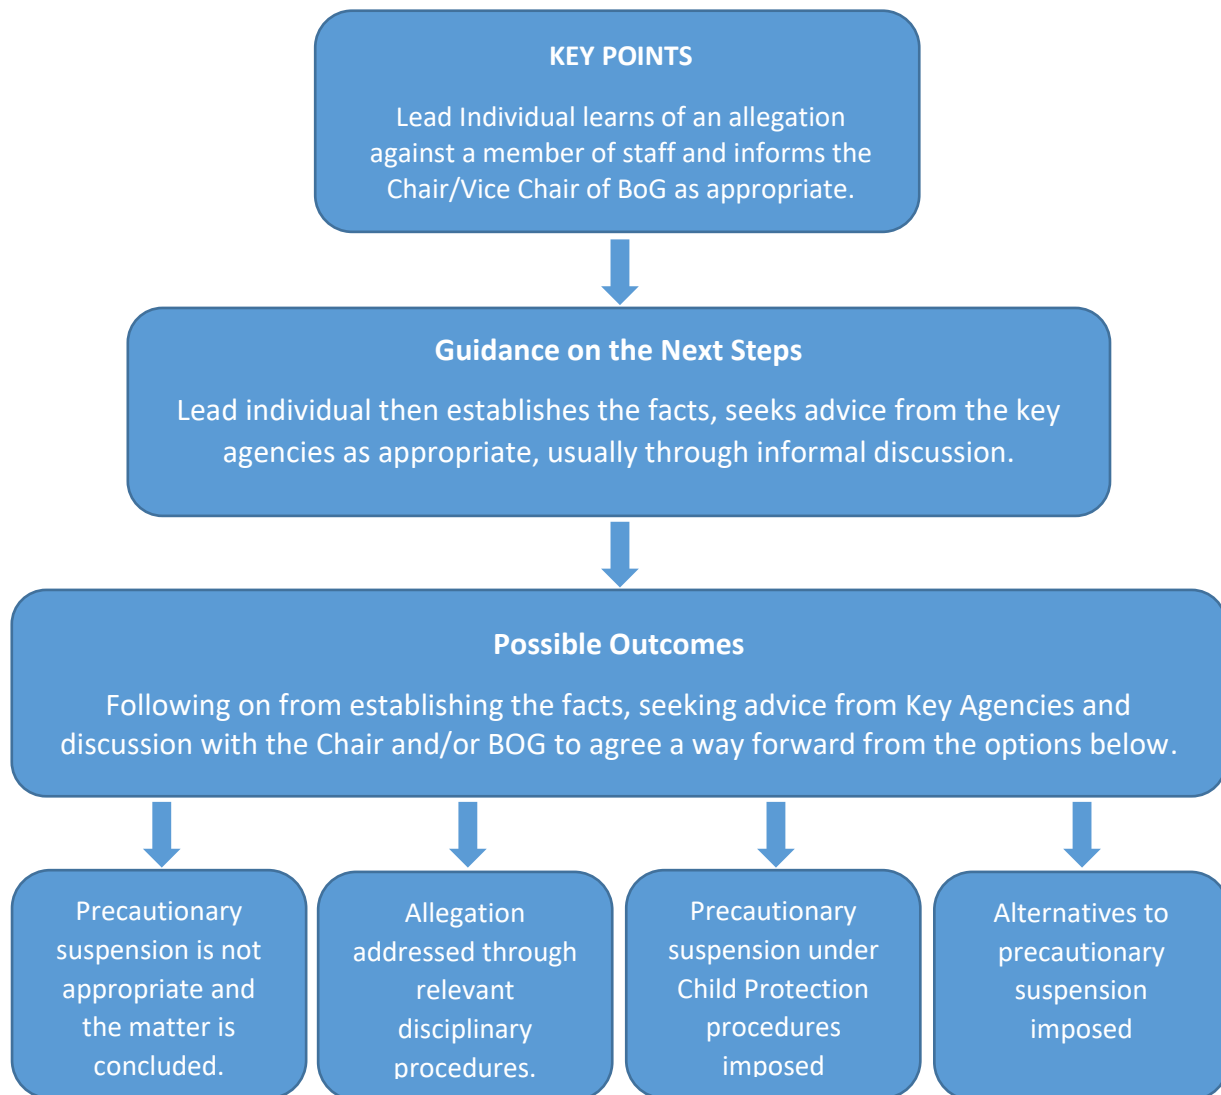 KEY POINTS
Lead Individual learns of an allegation
against a member of staff and informs the
Chair/Vice Chair of BoG as appropriate.
Guidance on the Next Steps
Lead individual then establishes the facts, seeks advice from the key
agencies as appropriate, usually through informal discussion.
Possible Outcomes
Following on from establishing the facts, seeking advice from Key Agencies and
discussion with the Chair and/or BOG to agree a way forward from the options below.
Precautionary
suspension is not
appropriate and
the matter is
concluded.
Allegation
addressed through
relevant
disciplinary
procedures.
Precautionary
suspension under
Child Protection
procedures
imposed
Alternatives to
precautionary
suspension
imposed